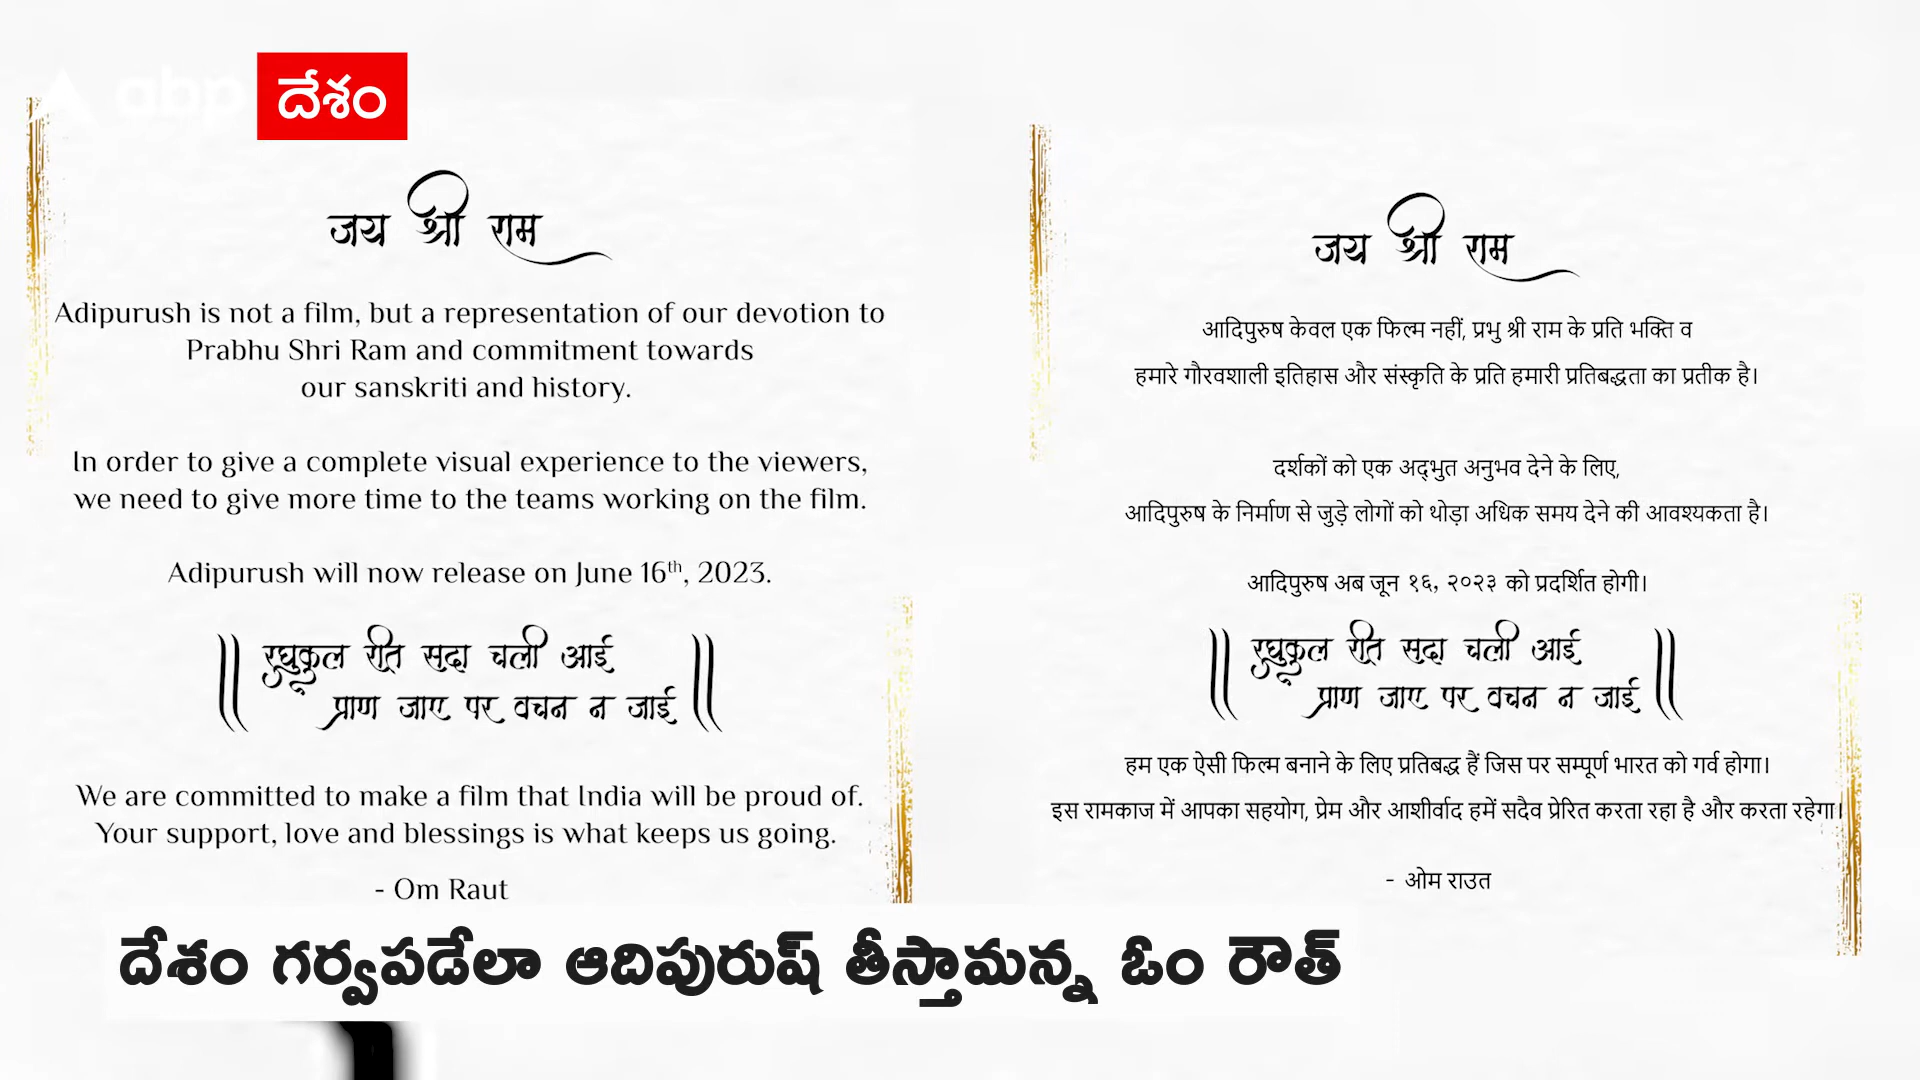 abp దేశం
जय श्री राम
Adipurush is not a film, but a representation of our devotion to
Prabhu Shri Ram and commitment towards
our sanskriti and history.
In order to give a complete visual experience to the viewers,
we need to give more time to the teams working on the film.
Adipurush will now release on June 16th, 2023.
|| रघुकुल रीत सदा चली आई
प्राण जाए पर वचन न जाई ||
We are committed to make a film that India will be proud of.
Your support, love and blessings is what keeps us going.
- Om Raut
जय श्री राम
आदिपुरुष केवल एक फिल्म नहीं, प्रभु श्री राम के प्रति भक्ति व
हमारे गौरवशाली इतिहास और संस्कृति के प्रति हमारी प्रतिबद्धता का प्रतीक है।
दर्शकों को एक अद्भुत अनुभव देने के लिए,
आदिपुरुष के निर्माण से जुड़े लोगों को थोड़ा अधिक समय देने की आवश्यकता है।
आदिपुरुष अब जून १६, २०२३ को प्रदर्शित होगी।
|| रघुकुल रीत सदा चली आई
प्राण जाए पर वचन न जाई ||
हम एक ऐसी फिल्म बनाने के लिए प्रतिबद्ध हैं जिस पर सम्पूर्ण भारत को गर्व होगा।
इस रामकाज में आपका सहयोग, प्रेम और आशीर्वाद हमें सदैव प्रेरित करता रहा है और करता रहेगा।
- ओम राउत
దేశం గర్వపడేలా ఆదిపురుష్ తీస్తామన్న ఓం రౌత్